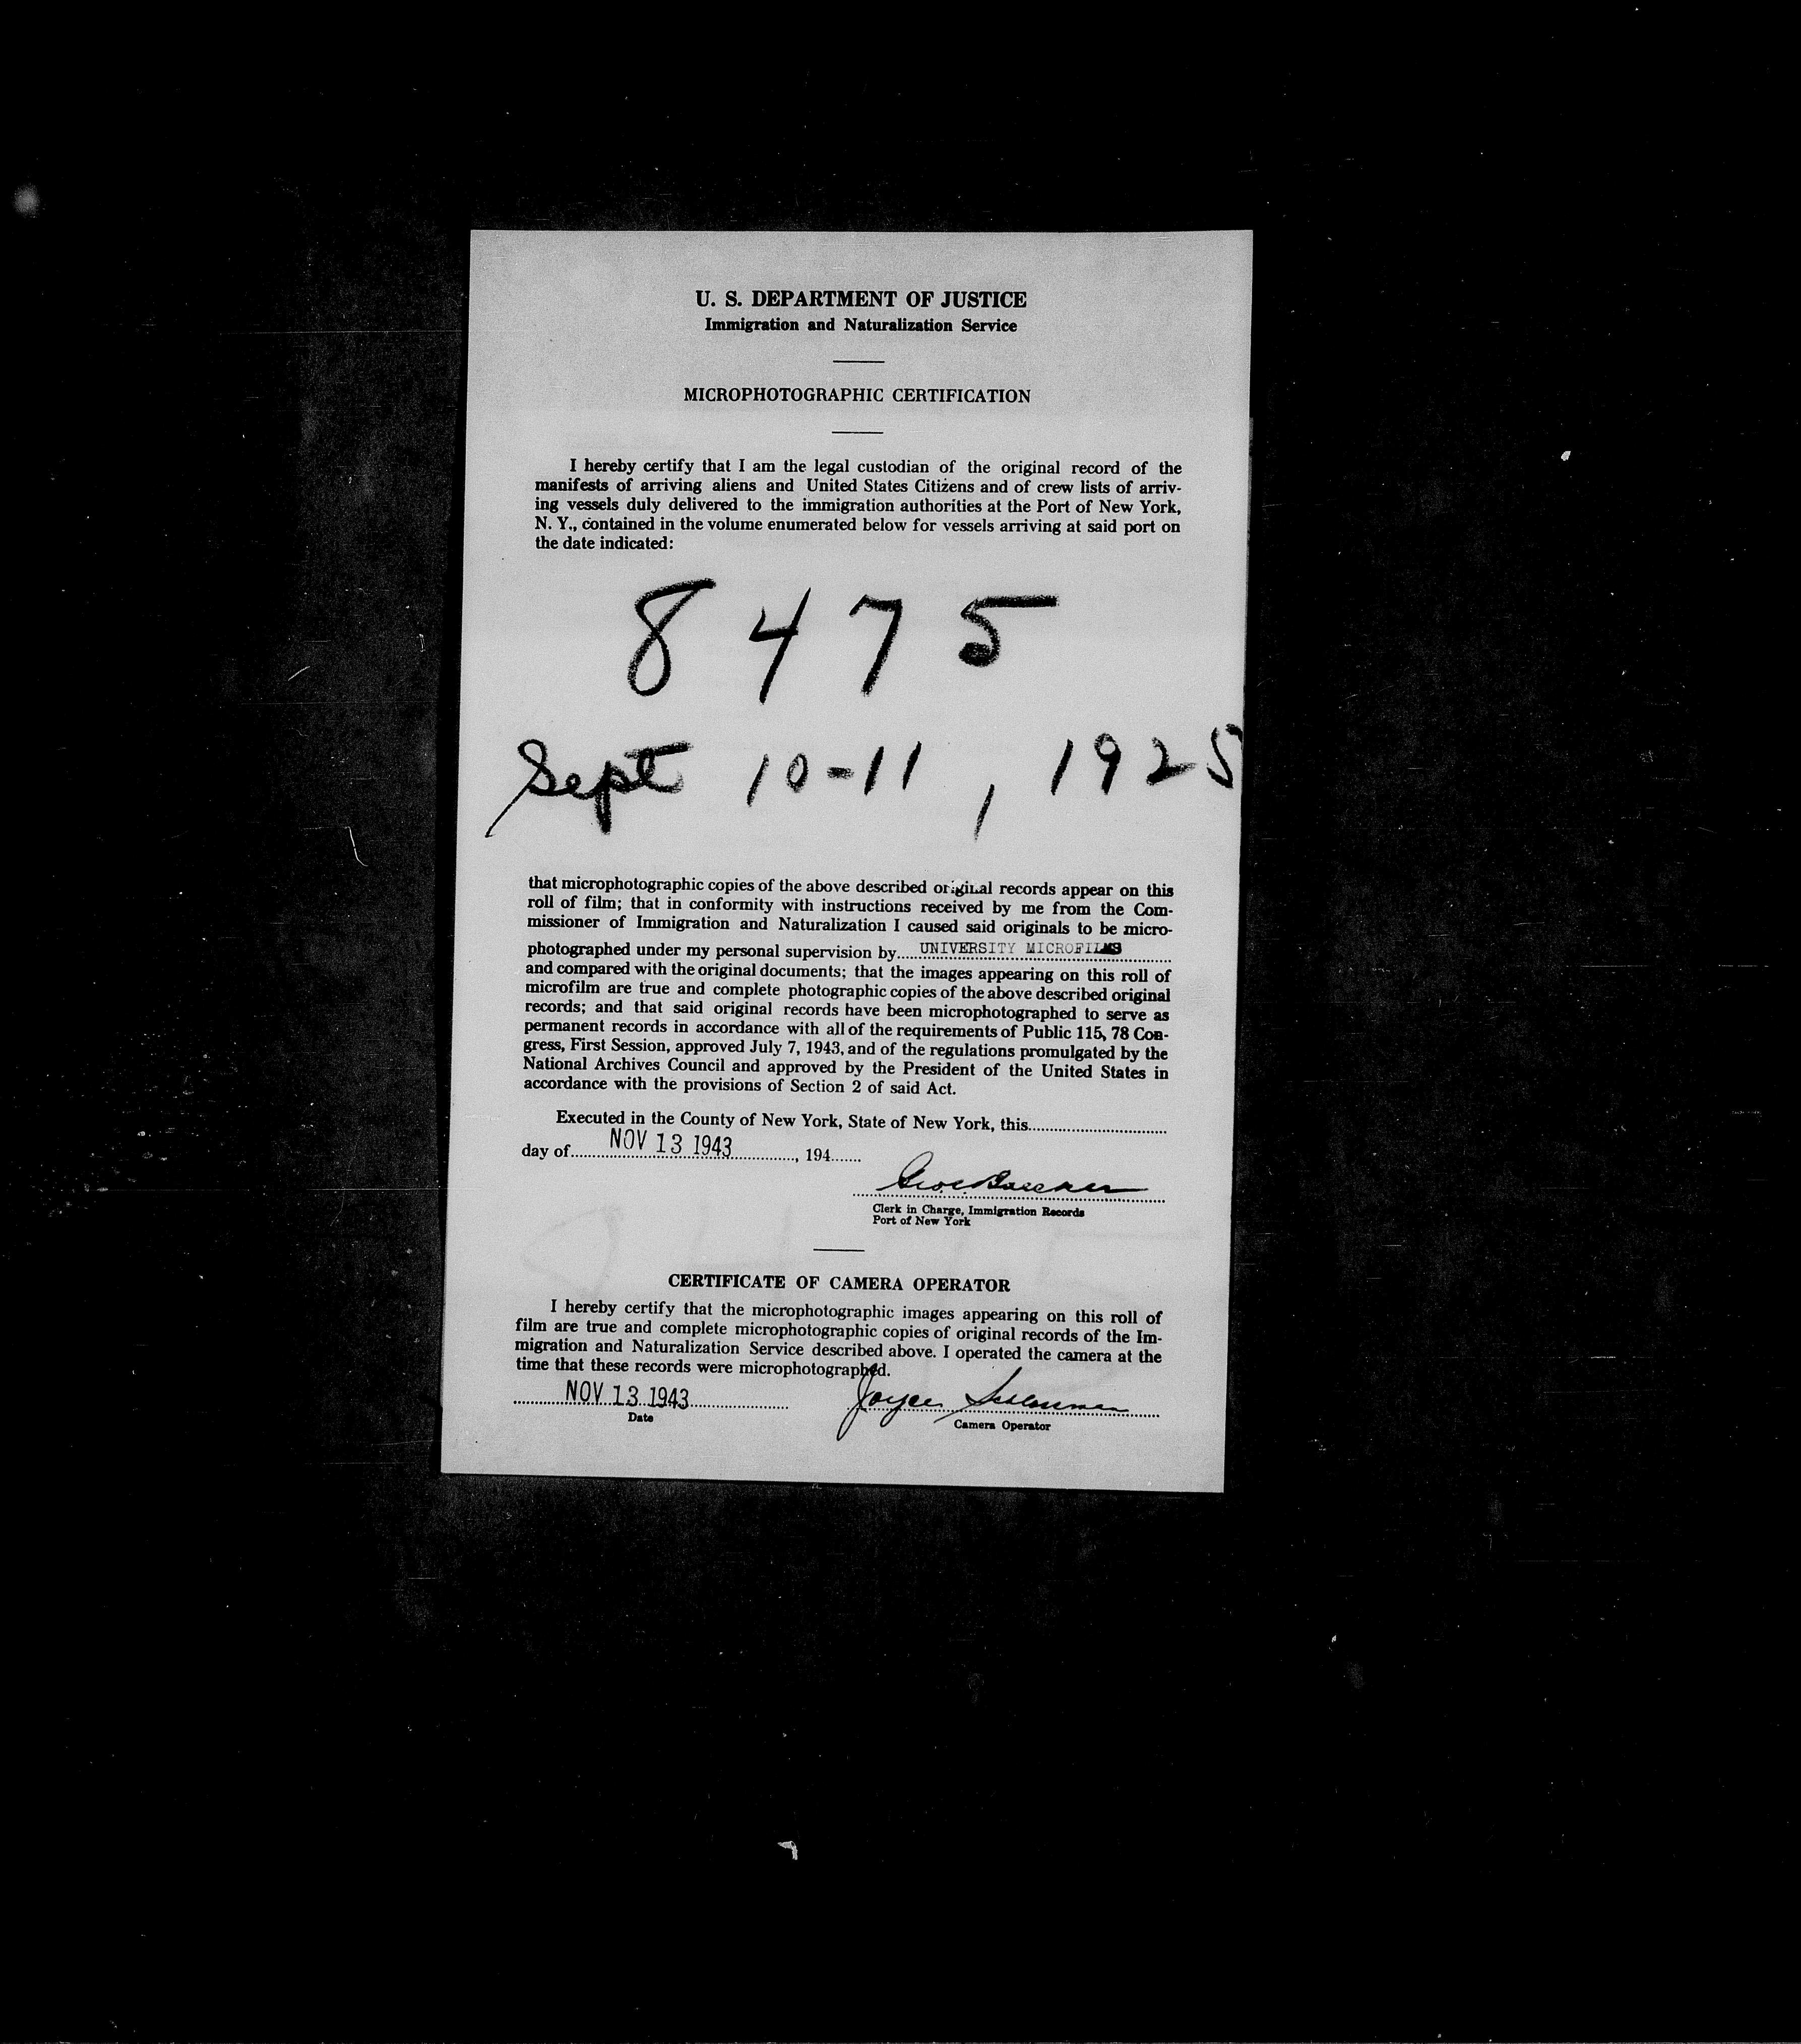 U. S. DEPARTMENT OF JUSTICE
Immigration and Naturalization Service
MICROPHOTOGRAPHIC CERTIFICATION
I hereby certify that I am the legal custodian of the original record of the
manifests of arriving aliens and United States Citizens and of crew lists of arriv-
ing vessels duly delivered to the immigration authorities at the Port of New York,
N. Y., contained in the volume enumerated below for vessels arriving at said port on
the date indicated:
8475
Sept 10-11, 1925
that microphotographic copies of the above described original records appear on this
roll of film; that in conformity with instructions received by me from the Com-
missioner of Immigration and Naturalization I caused said originals to be micro-
photographed under my personal supervision by UNIVERSITY MICROFILMS
and compared with the original documents; that the images appearing on this roll of
microfilm are true and complete photographic copies of the above described original
records; and that said original records have been microphotographed to serve as
permanent records in accordance with all of the requirements of Public 115, 78 Con-
gress, First Session, approved July 7, 1943, and of the regulations promulgated by the
National Archives Council and approved by the President of the United States in
accordance with the provisions of Section 2 of said Act.
Executed in the County of New York, State of New York, this
day of NOV 13 1943, 194
Clerk in Charge, Immigration Records
Port of New York
CERTIFICATE OF CAMERA OPERATOR
I hereby certify that the microphotographic images appearing on this roll of
film are true and complete microphotographic copies of original records of the Im-
migration and Naturalization Service described above. I operated the camera at the
time that these records were microphotographed.
NOV 13 1943 Joyce
Date Camera Operator